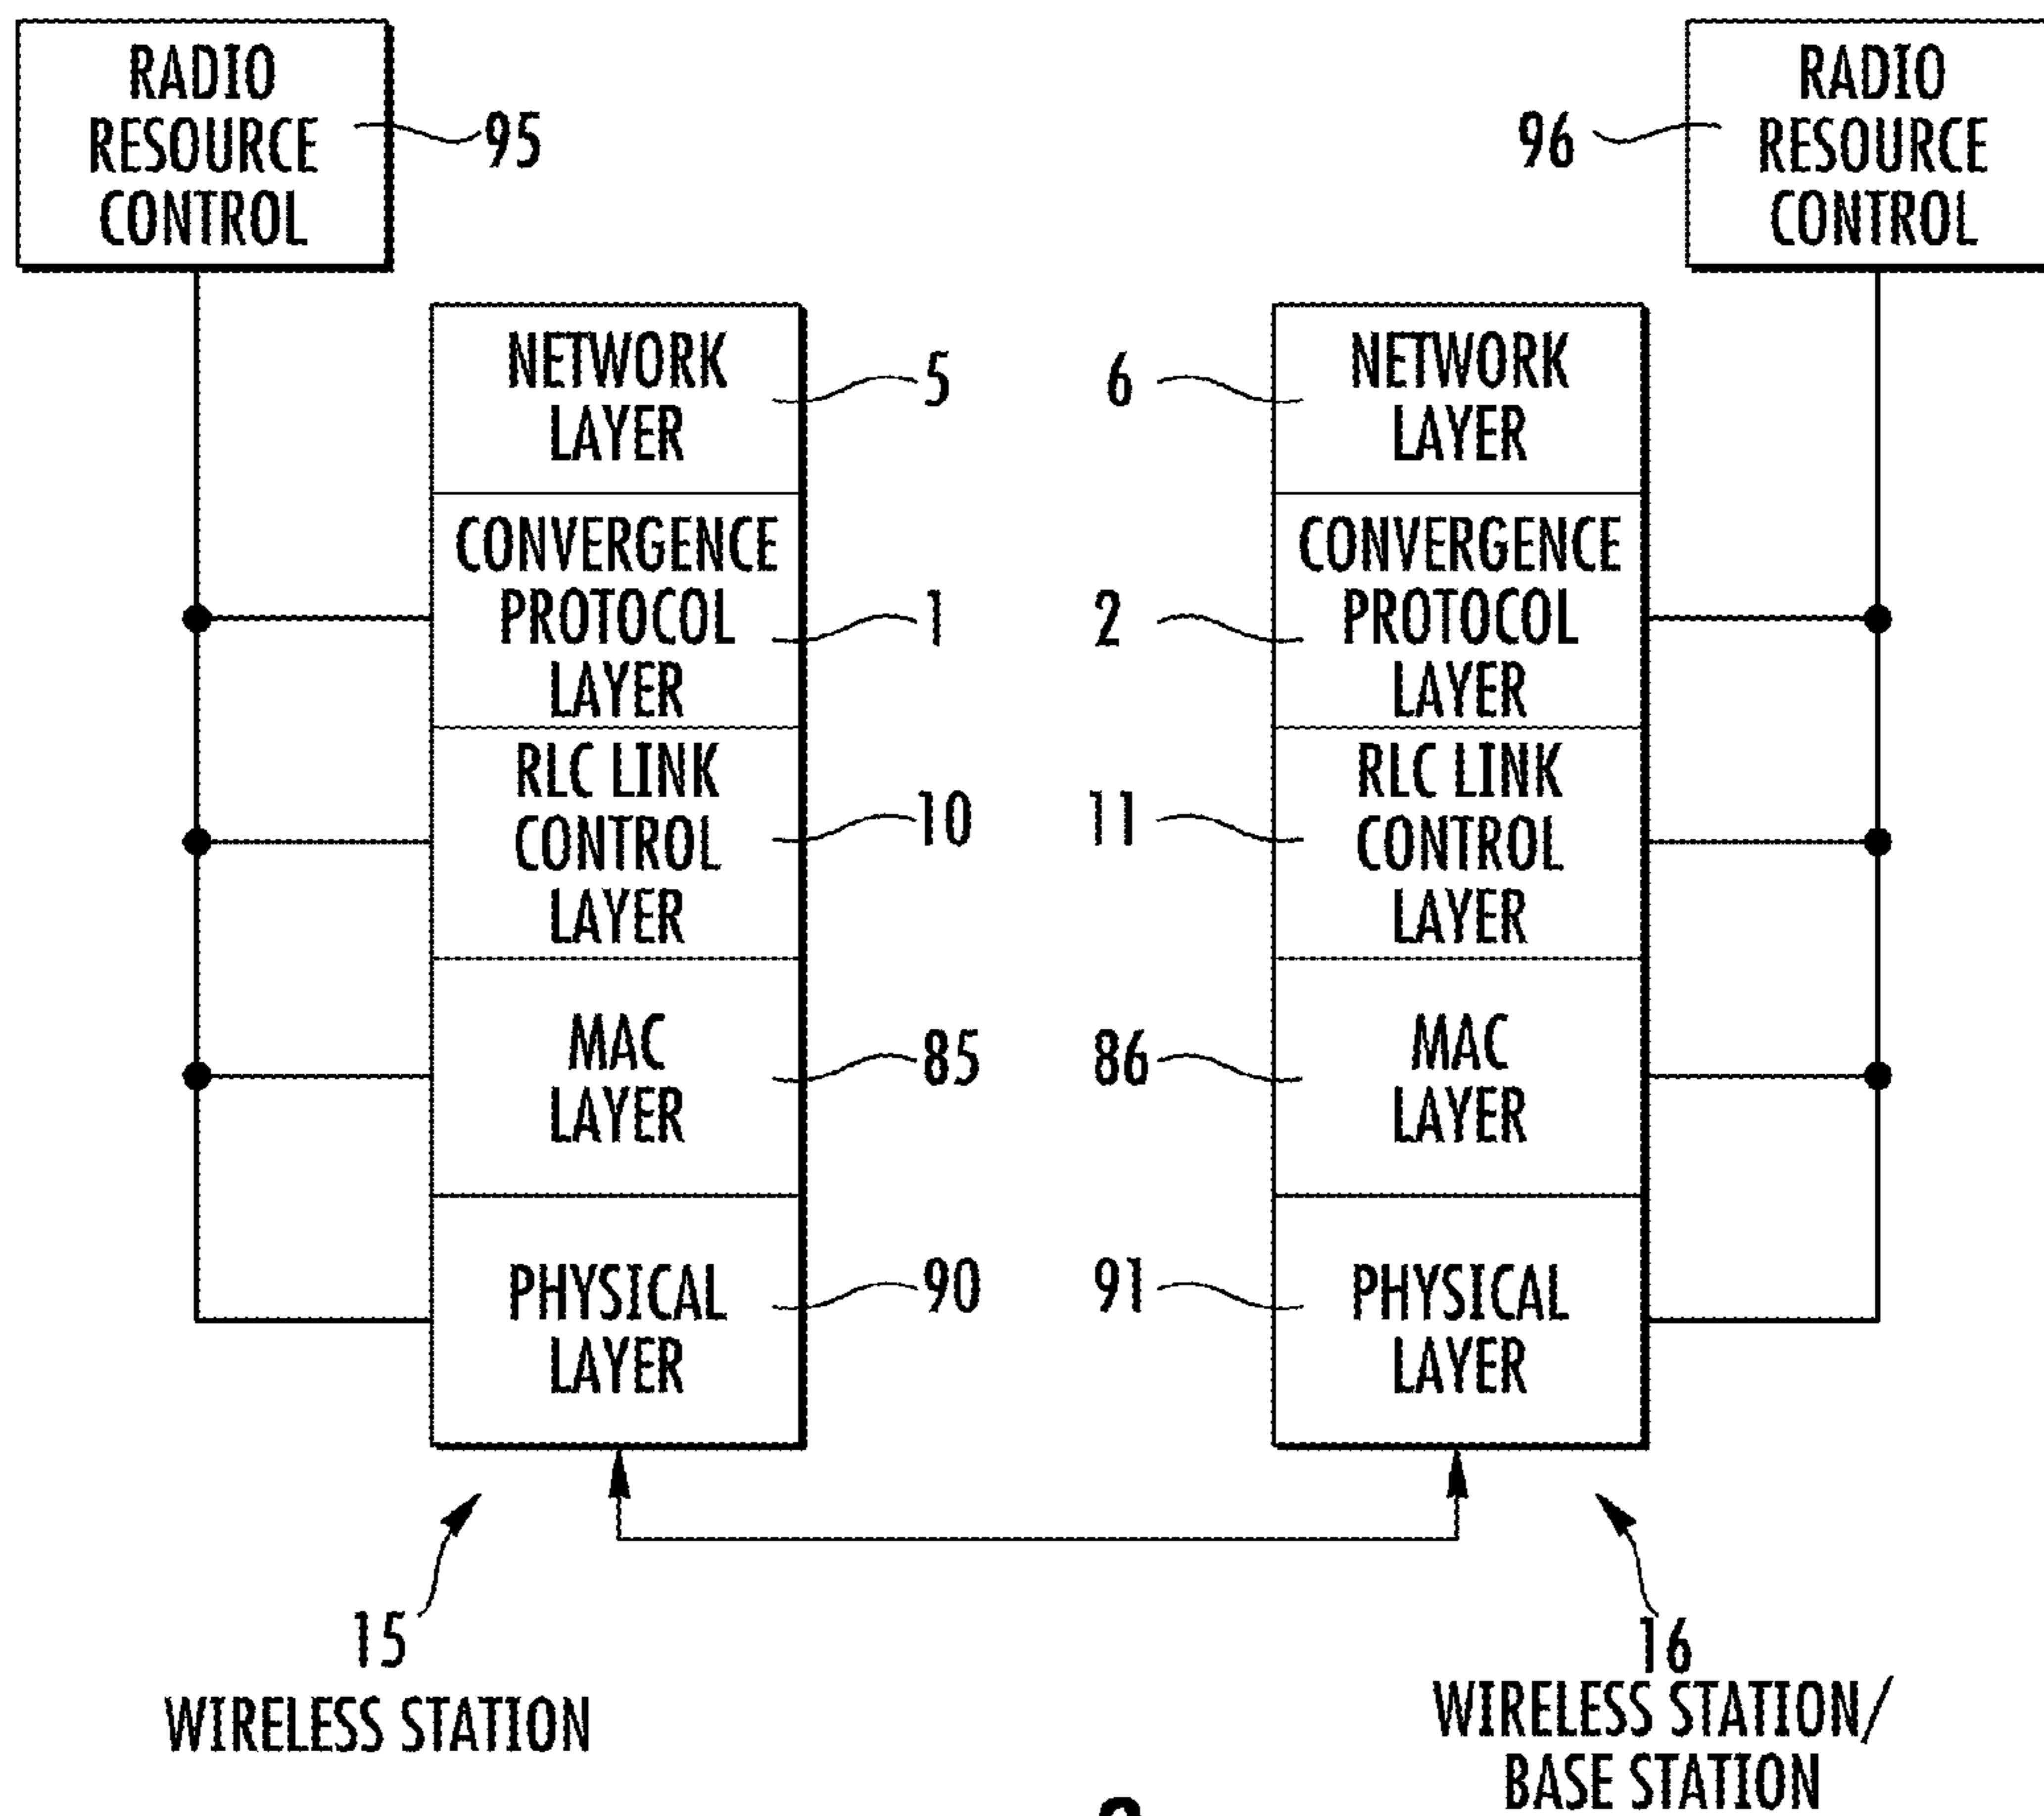 RADIO
RESOURCE
CONTROL
95
96
RADIO
RESOURCE
CONTROL
NETWORK
LAYER
5
6
NETWORK
LAYER
CONVERGENCE
PROTOCOL
LAYER
1
2
CONVERGENCE
PROTOCOL
LAYER
RLC LINK
CONTROL
LAYER
10
11
RLC LINK
CONTROL
LAYER
MAC
LAYER
85
86
MAC
LAYER
PHYSICAL
LAYER
90
91
PHYSICAL
LAYER
15
WIRELESS STATION
16
WIRELESS STATION/
BASE STATION